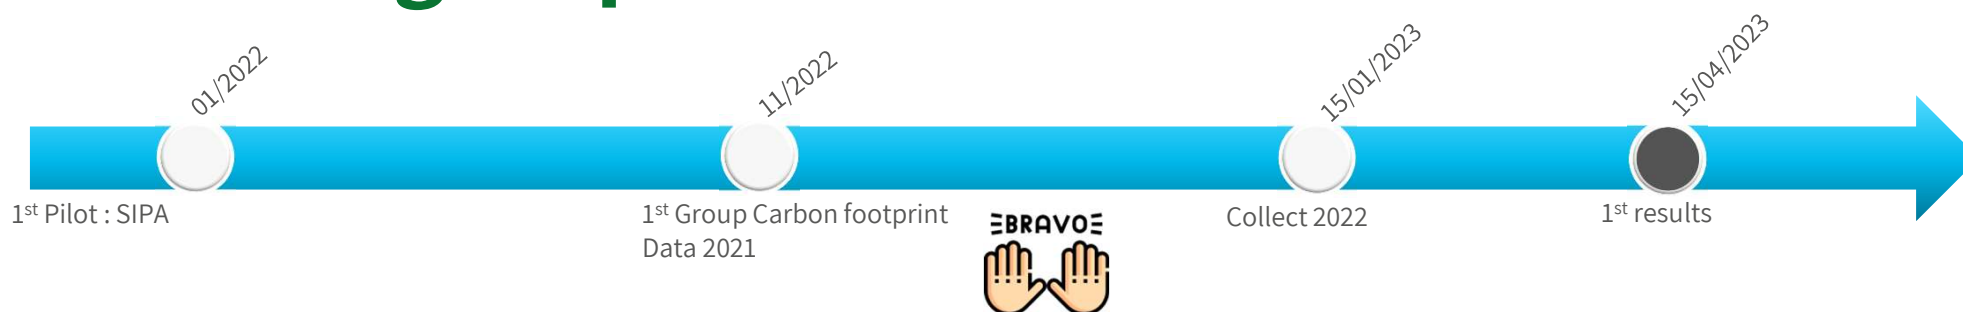 01/2022
11/2022
15/01/2023
15/04/2023
1st Pilot : SIPA
1st Group Carbon footprint
Data 2021
BRAVO
Collect 2022
1st results